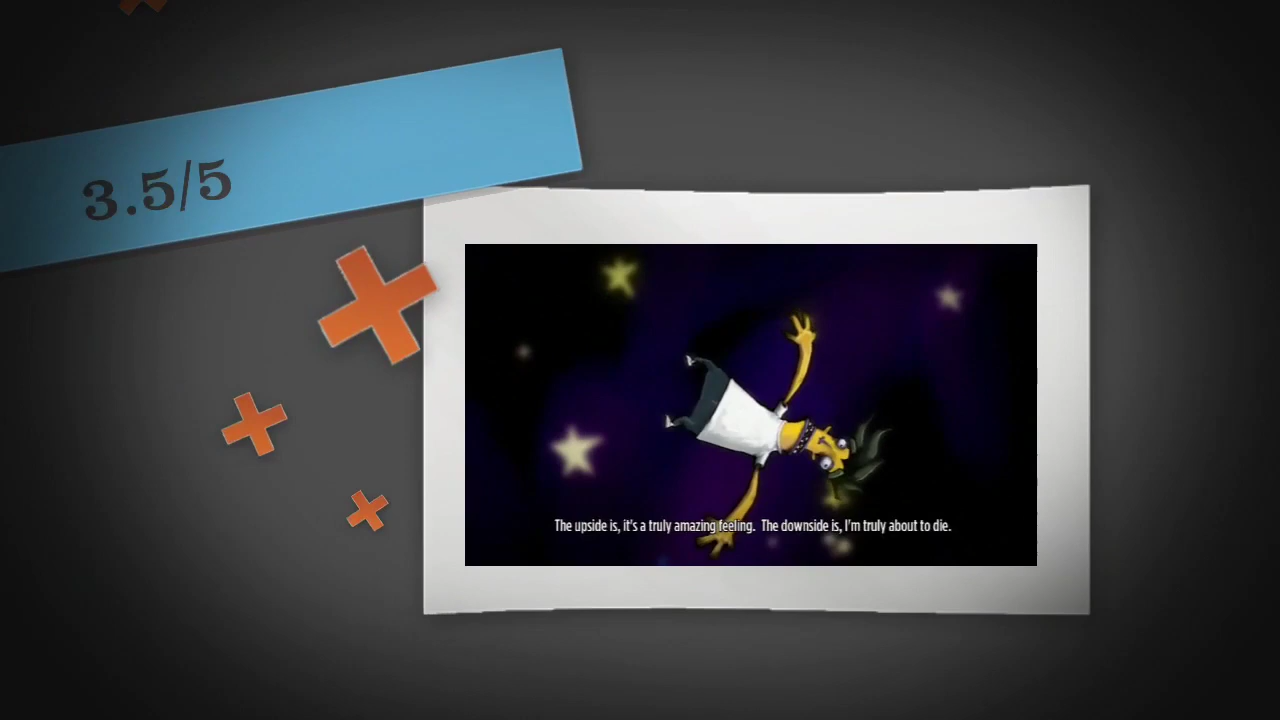 3.5/5
The upside is, it's a truly amazing feeling. The downside is, I'm truly about to die.